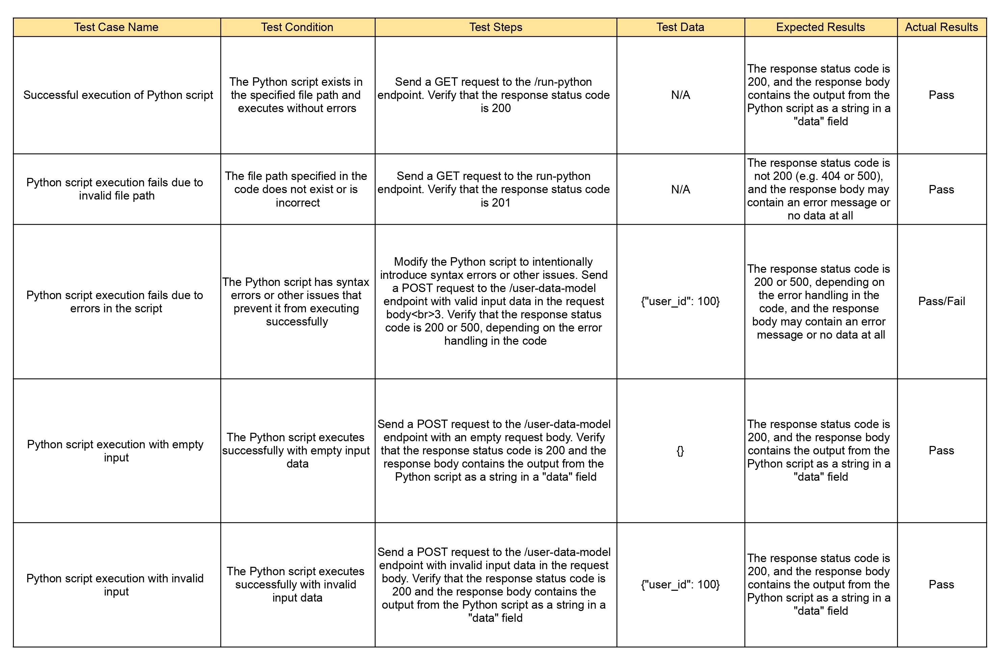 Test Case Name
Test Condition
Test Steps
Test Data
Expected Results
Actual Results
Successful execution of Python script
The Python script exists in
the specified file path and
executes without errors
Send a GET request to the /run-python
endpoint. Verify that the response status code
is 200
N/A
The response status code is
200, and the response body
contains the output from the
Python script as a string in a
"data" field
Pass
Python script execution fails due to
invalid file path
The file path specified in the
code does not exist or is
incorrect
Send a GET request to the run-python
endpoint. Verify that the response status code
is 201
N/A
The response status code is
not 200 (e.g. 404 or 500),
and the response body may
contain an error message or
no data at all
Pass
Python script execution fails due to
errors in the script
The Python script has syntax
errors or other issues that
prevent it from executing
successfully
Modify the Python script to intentionally
introduce syntax errors or other issues. Send
a POST request to the /user-data-model
endpoint with valid input data in the request
body<br>3. Verify that the response status
code is 200 or 500, depending on the error
handling in the code
{"user_id": 100}
The response status code is
200 or 500, depending on
the error handling in the
code, and the response
body may contain an error
message or no data at all
Pass/Fail
Python script execution with empty
input
The Python script executes
successfully with empty input
data
Send a POST request to the /user-data-model
endpoint with an empty request body. Verify
that the response status code is 200 and the
response body contains the output from the
Python script as a string in a "data" field
{}
The response status code is
200, and the response body
contains the output from the
Python script as a string in a
"data" field
Pass
Python script execution with invalid
input
The Python script executes
successfully with invalid
input data
Send a POST request to the /user-data-model
endpoint with invalid input data in the request
body. Verify that the response status code is
200 and the response body contains the
output from the Python script as a string in a
"data" field
{"user_id": 100}
The response status code is
200, and the response body
contains the output from the
Python script as a string in a
"data" field
Pass